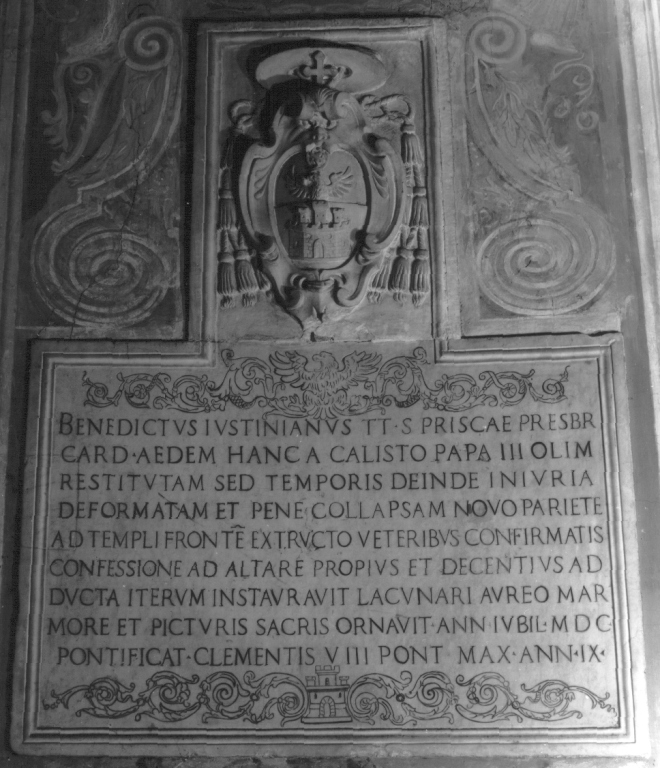 BENEDICTVS IVSTINIANVS TT·S PRISCAE PRESBR
CARD·AEDEM HANC A CALISTO PAPA III OLIM
RESTITVTAM SED TEMPORIS DEINDE INIVRIA
DEFORMATAM ET PENE COLLAPSAM NOVO PARIETE
AD TEMPLI FRONTE̅ EXTRVCTO VETERIBVS CONFIRMATIS
CONFESSIONE AD ALTARE PROPIVS ET DECENTIVS AD
DVCTA ITERVM INSTAVRAVIT LACVNARI AVREO MAR
MORE ET PICTVRIS SACRIS ORNAVIT·ANN·IVBIL·M D C
PONTIFICAT·CLEMENTIS VIII PONT MAX·ANN·IX·